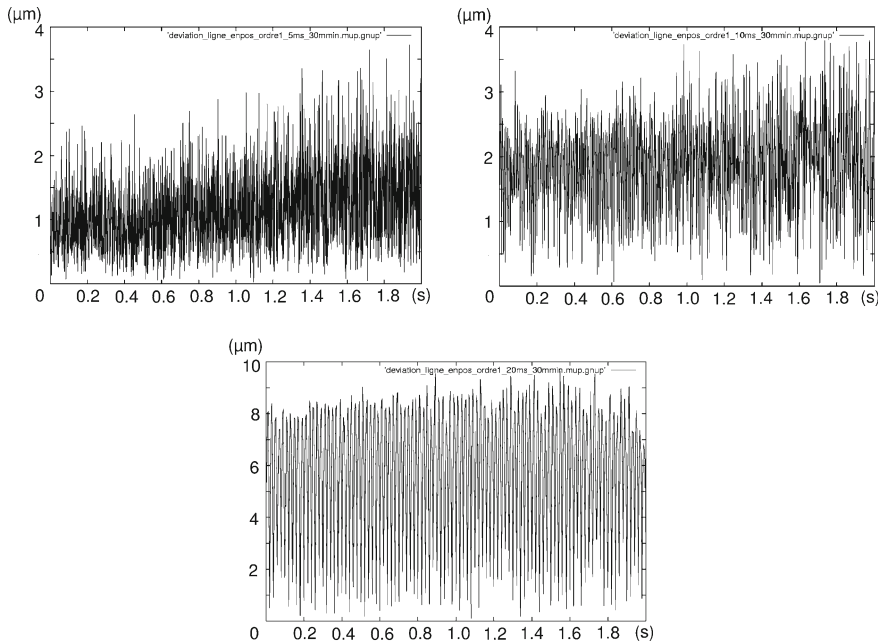 (μm)
4
3
2
1
0
'deviation_ligne_enpos_ordre1_5ms_30mmin.mup.gnup'
0.2 0.4 0.6 0.8 1.0 1.2 1.4 1.6 1.8 (s)
(μm)
4
3
2
1
0
'deviation_ligne_enpos_ordre1_10ms_30mmin.mup.gnup'
0.2 0.4 0.6 0.8 1.0 1.2 1.4 1.6 1.8 (s)
(μm)
10
8
6
4
2
0
'deviation_ligne_enpos_ordre1_20ms_30mmin.mup.gnup'
0.2 0.4 0.6 0.8 1.0 1.2 1.4 1.6 1.8 (s)